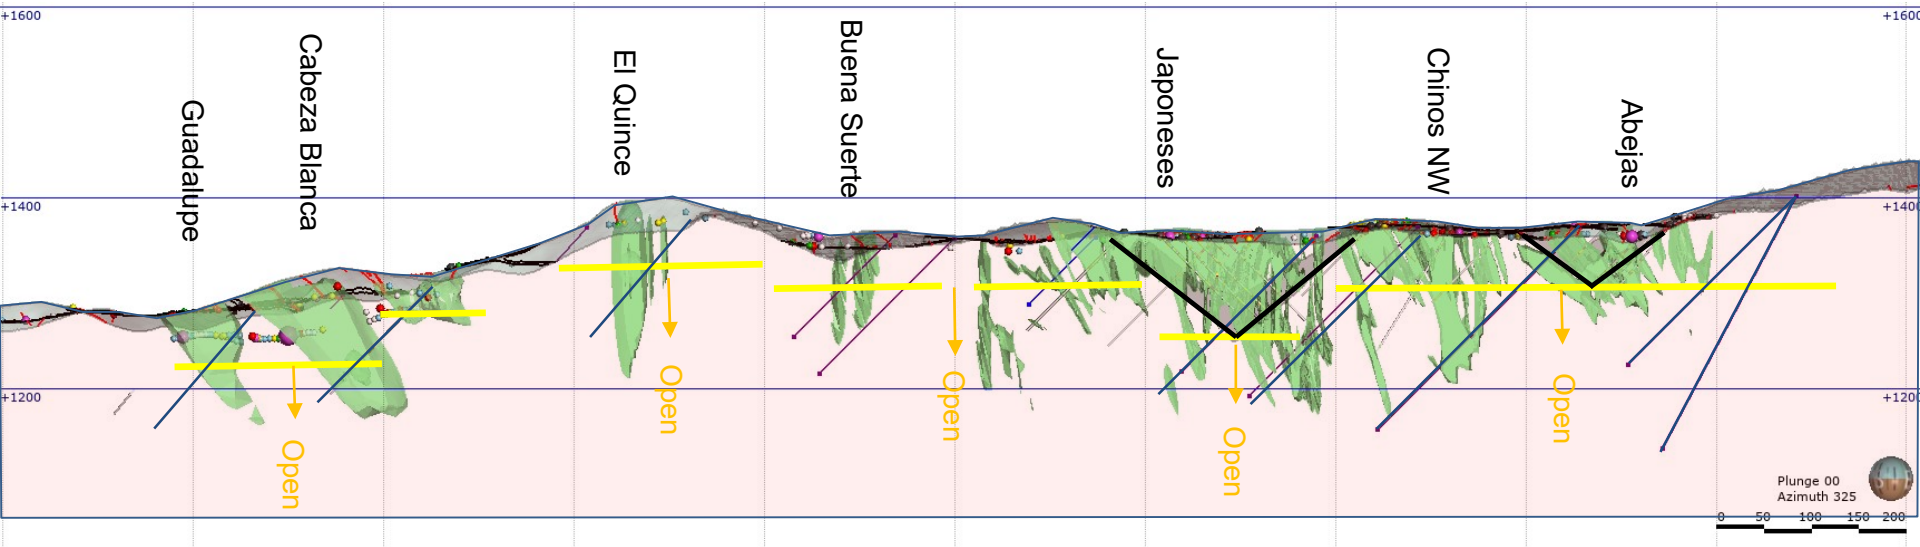 +1600
+1600
Guadalupe
Cabeza Blanca
El Quince
Buena Suerte
Japoneses
Chinos NW
Abejas
+1400
+1400
+1200
+1200
Open
Open
Open
Open
Open
Plunge 00
Azimuth 325
0 50 100 150 200